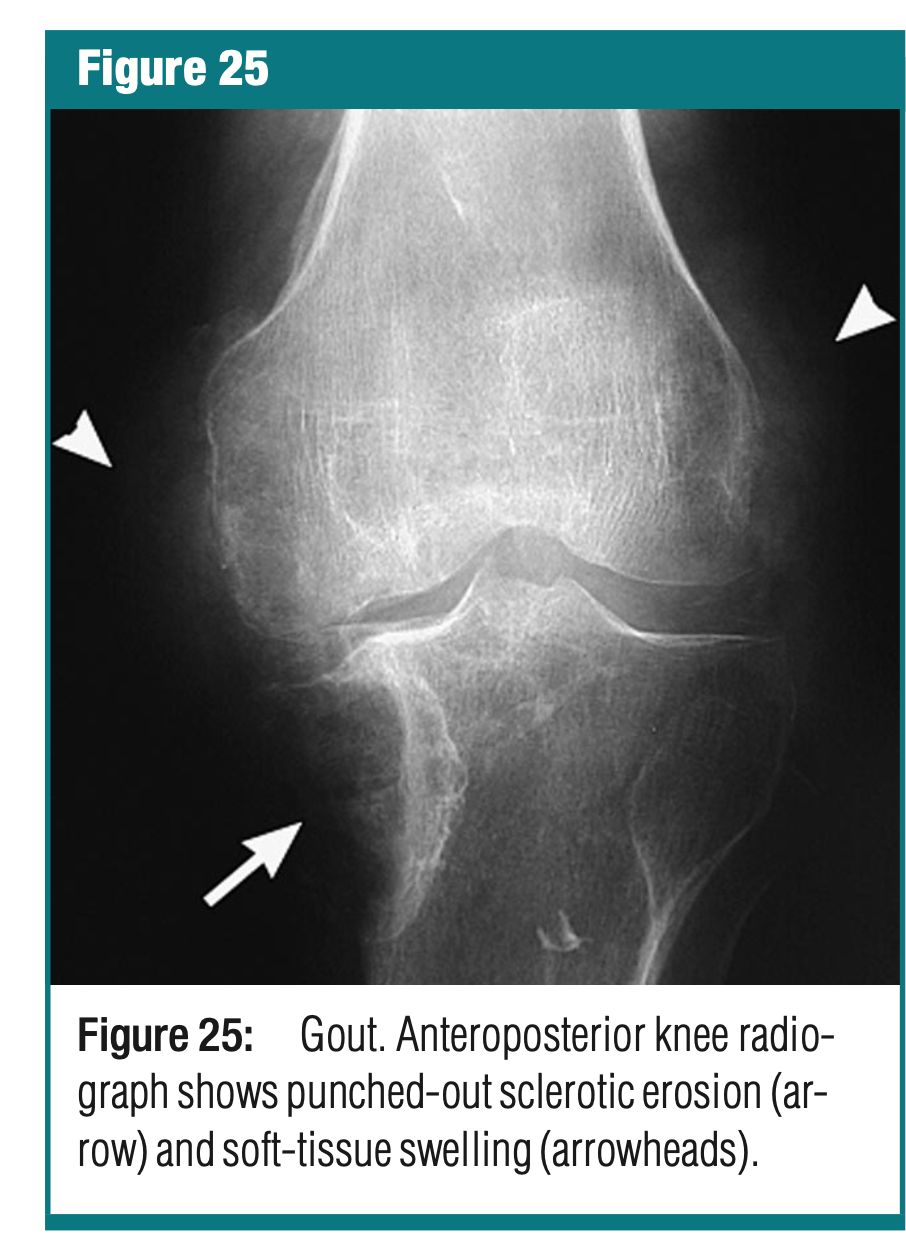 Figure 25
Figure 25: Gout. Anteroposterior knee radio-
graph shows punched-out sclerotic erosion (ar-
row) and soft-tissue swelling (arrowheads).